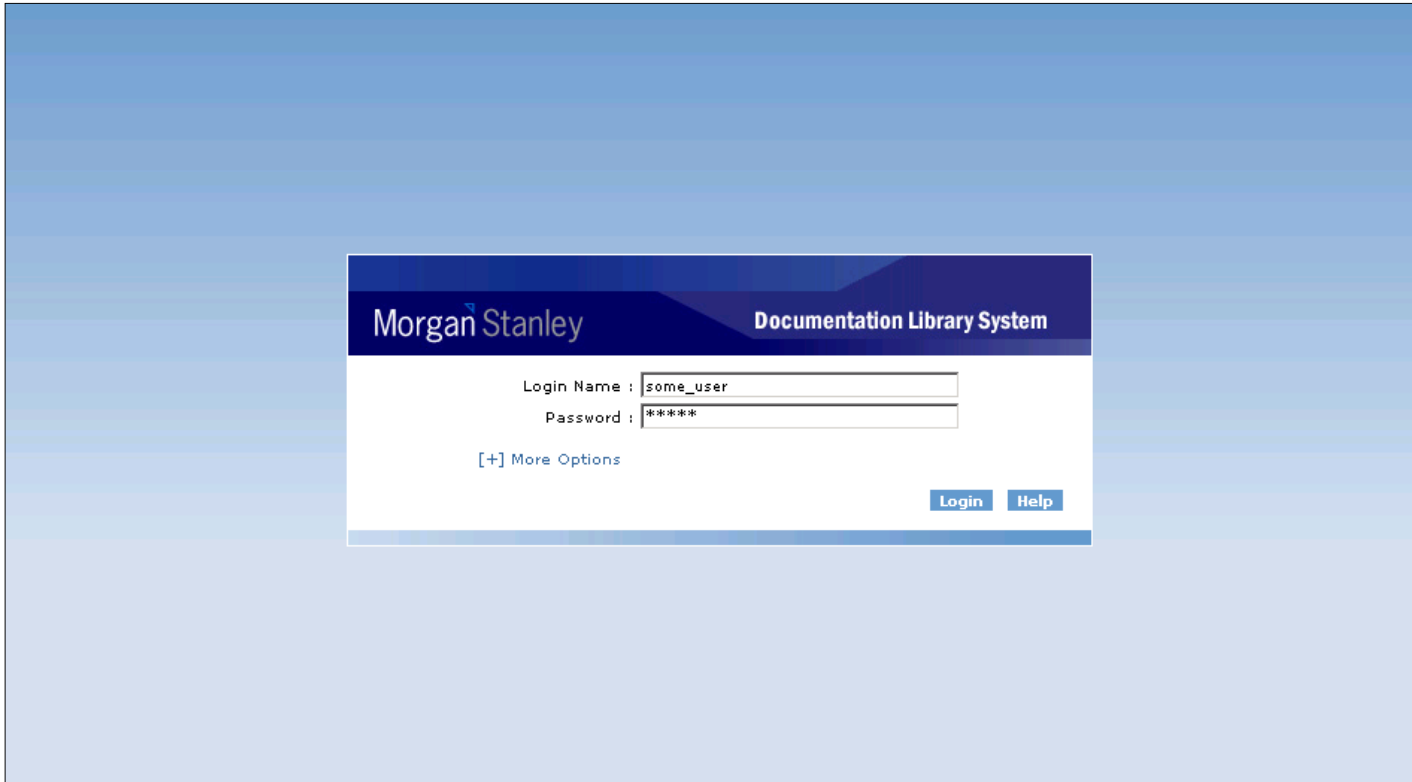 Morgan Stanley
Documentation Library System
Login Name : some_user
Password : *****
[+] More Options
Login Help